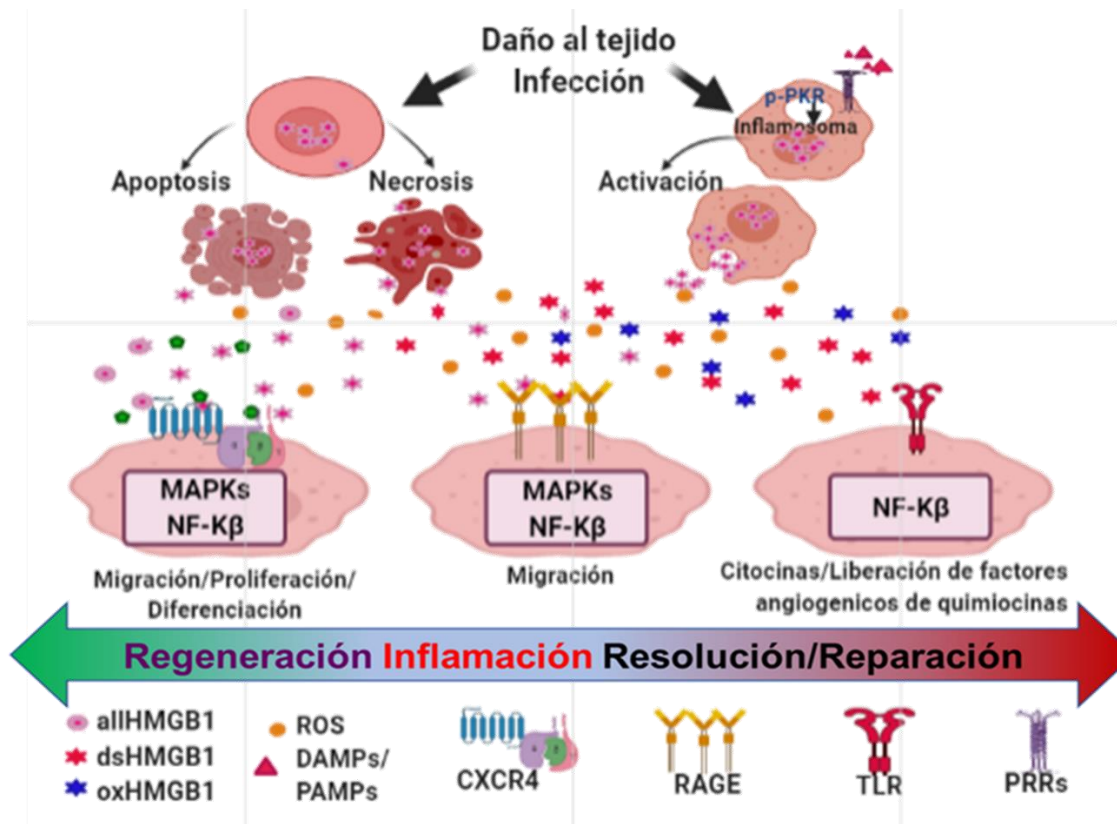 Daño al tejido
Infección
p-PKR
Inflamosoma
Apoptosis
Necrosis
Activación
MAPKs
NF-Kβ
MAPKs
NF-Kβ
NF-Kβ
Migración/Proliferación/
Diferenciación
Migración
Citocinas/Liberación de factores
angiogenicos de quimiocinas
Regeneración Inflamación Resolución/Reparación
allHMGB1
dsHMGB1
oxHMGB1
ROS
DAMPs/
PAMPs
CXCR4
RAGE
TLR
PRRs